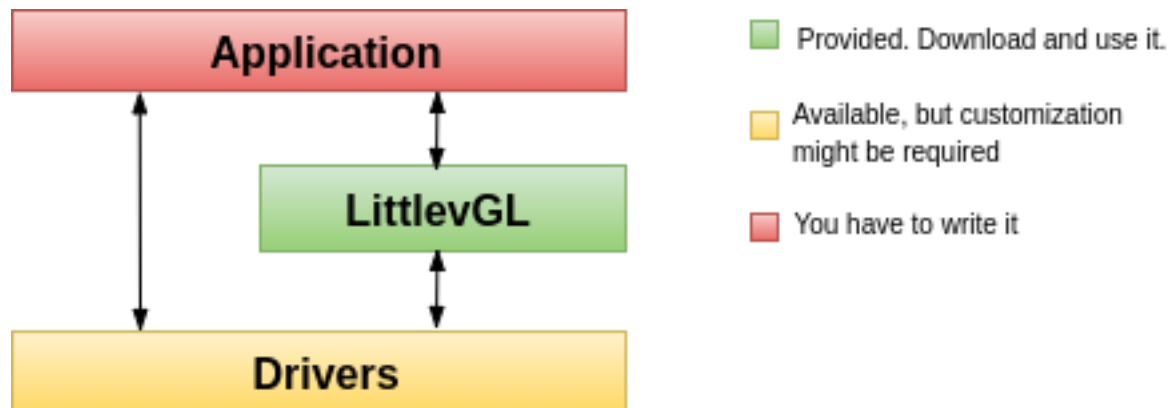 Application
Provided. Download and use it.
Available, but customization
might be required
LittlevGL
You have to write it
Drivers